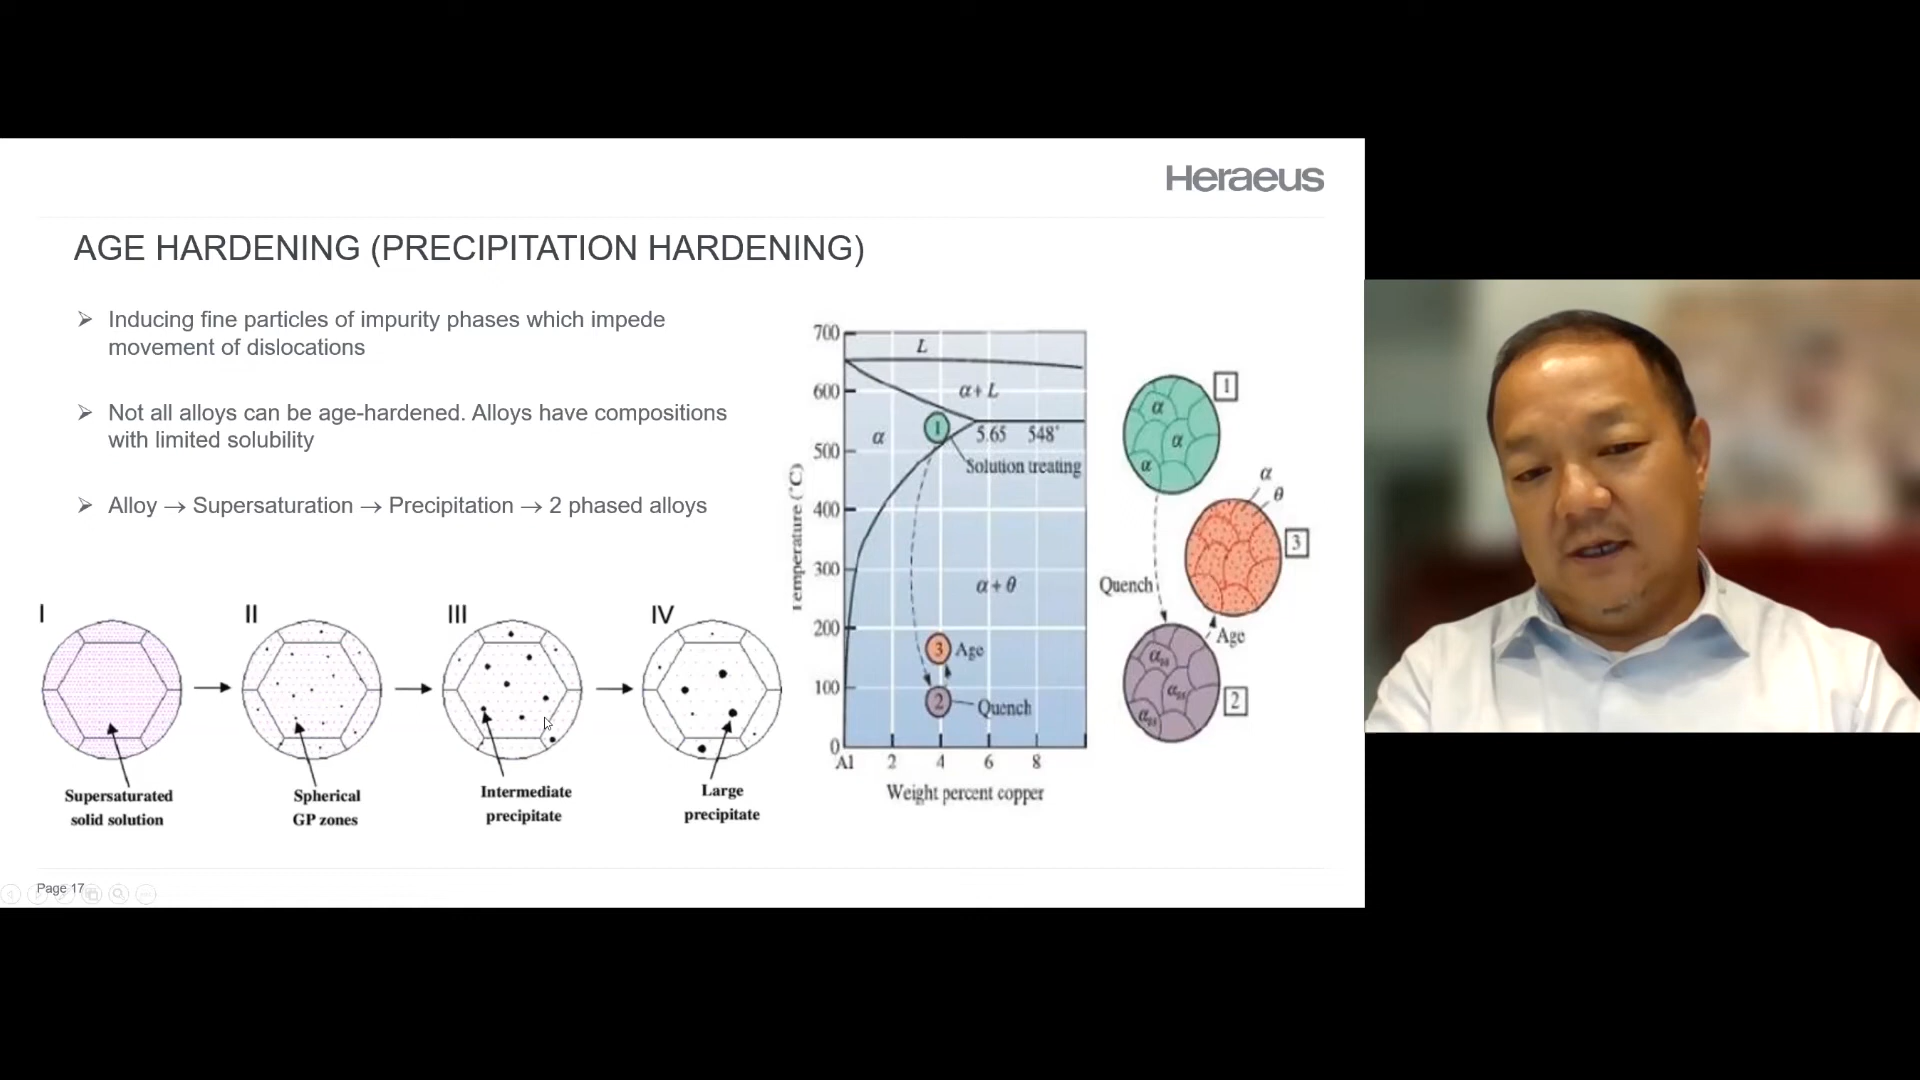 Heraeus
AGE HARDENING (PRECIPITATION HARDENING)
➢ Inducing fine particles of impurity phases which impede
movement of dislocations
➢ Not all alloys can be age-hardened. Alloys have compositions
with limited solubility
➢ Alloy → Supersaturation → Precipitation → 2 phased alloys
I
II
III
IV
Supersaturated
solid solution
Spherical
GP zones
Intermediate
precipitate
Large
precipitate
Temperature (°C)
700
600
500
400
300
200
100
0
L
α + L
1
α
5.65 548°
Solution treating
α + θ
3 Age
2 Quench
Al 2 4 6 8
Weight percent copper
1
α
α
α
α
θ
3
Quench
Age
αss
αss
αss
2
Page 17